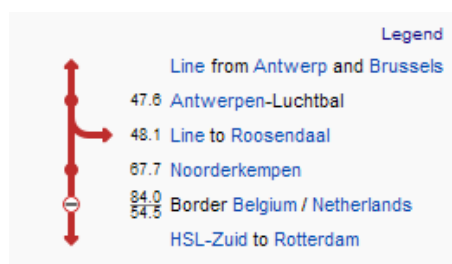 Legend
Line from Antwerp and Brussels
47.6 Antwerpen-Luchtbal
48.1 Line to Roosendaal
67.7 Noorderkempen
84.0
54.5 Border Belgium / Netherlands
HSL-Zuid to Rotterdam